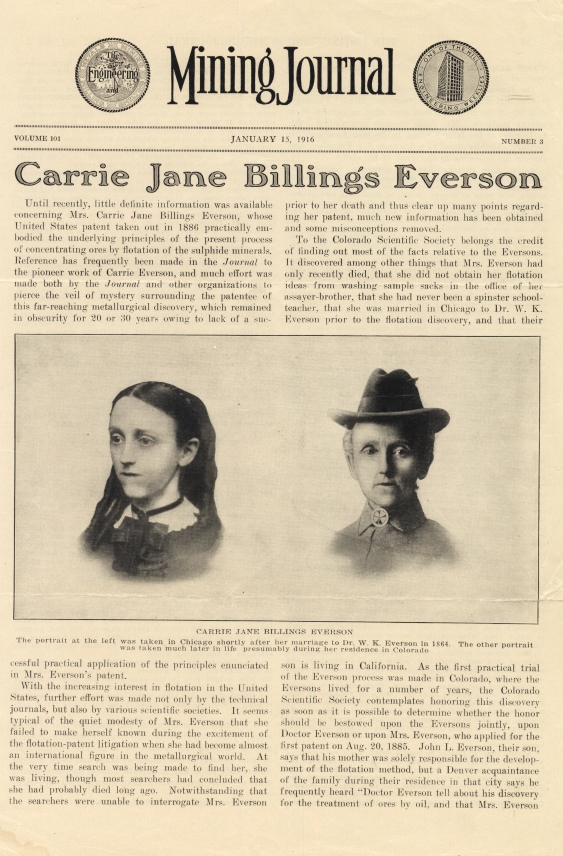 The
Engineering
and
Mining Journal
ONE OF THE HILL
ENGINEERING WEEKLIES
VOLUME 101
JANUARY 15, 1916
NUMBER 3
Carrie Jane Billings Everson
Until recently, little definite information was available
concerning Mrs. Carrie Jane Billings Everson, whose
United States patent taken out in 1886 practically em-
bodied the underlying principles of the present process
of concentrating ores by flotation of the sulphide minerals.
Reference has frequently been made in the Journal to
the pioneer work of Carrie Everson, and much effort was
made both by the Journal and other organizations to
pierce the veil of mystery surrounding the patentee of
this far-reaching metallurgical discovery, which remained
in obscurity for 20 or 30 years owing to lack of a suc-
prior to her death and thus clear up many points regard-
ing her patent, much new information has been obtained
and some misconceptions removed.
To the Colorado Scientific Society belongs the credit
of finding out most of the facts relative to the Eversons.
It discovered among other things that Mrs. Everson had
only recently died, that she did not obtain her flotation
ideas from washing sample sacks in the office of her
assayer-brother, that she had never been a spinster school-
teacher, that she was married in Chicago to Dr. W. K.
Everson prior to the flotation discovery, and that their
CARRIE JANE BILLINGS EVERSON
The portrait at the left was taken in Chicago shortly after her marriage to Dr. W. K. Everson in 1864. The other portrait
was taken much later in life presumably during her residence in Colorado
cessful practical application of the principles enunciated
in Mrs. Everson's patent.
With the increasing interest in flotation in the United
States, further effort was made not only by the technical
journals, but also by various scientific societies. It seems
typical of the quiet modesty of Mrs. Everson that she
failed to make herself known during the excitement of
the flotation-patent litigation when she had become almost
an international figure in the metallurgical world. At
the very time search was being made to find her, she
was living, though most searchers had concluded that
she had probably died long ago. Notwithstanding that
the searchers were unable to interrogate Mrs. Everson
son is living in California. As the first practical trial
of the Everson process was made in Colorado, where the
Eversons lived for a number of years, the Colorado
Scientific Society contemplates honoring this discovery
as soon as it is possible to determine whether the honor
should be bestowed upon the Eversons jointly, upon
Doctor Everson or upon Mrs. Everson, who applied for the
first patent on Aug. 20, 1885. John L. Everson, their son,
says that his mother was solely responsible for the develop-
ment of the flotation method, but a Denver acquaintance
of the family during their residence in that city says he
frequently heard "Doctor Everson tell about his discovery
for the treatment of ores by oil, and that Mrs. Everson